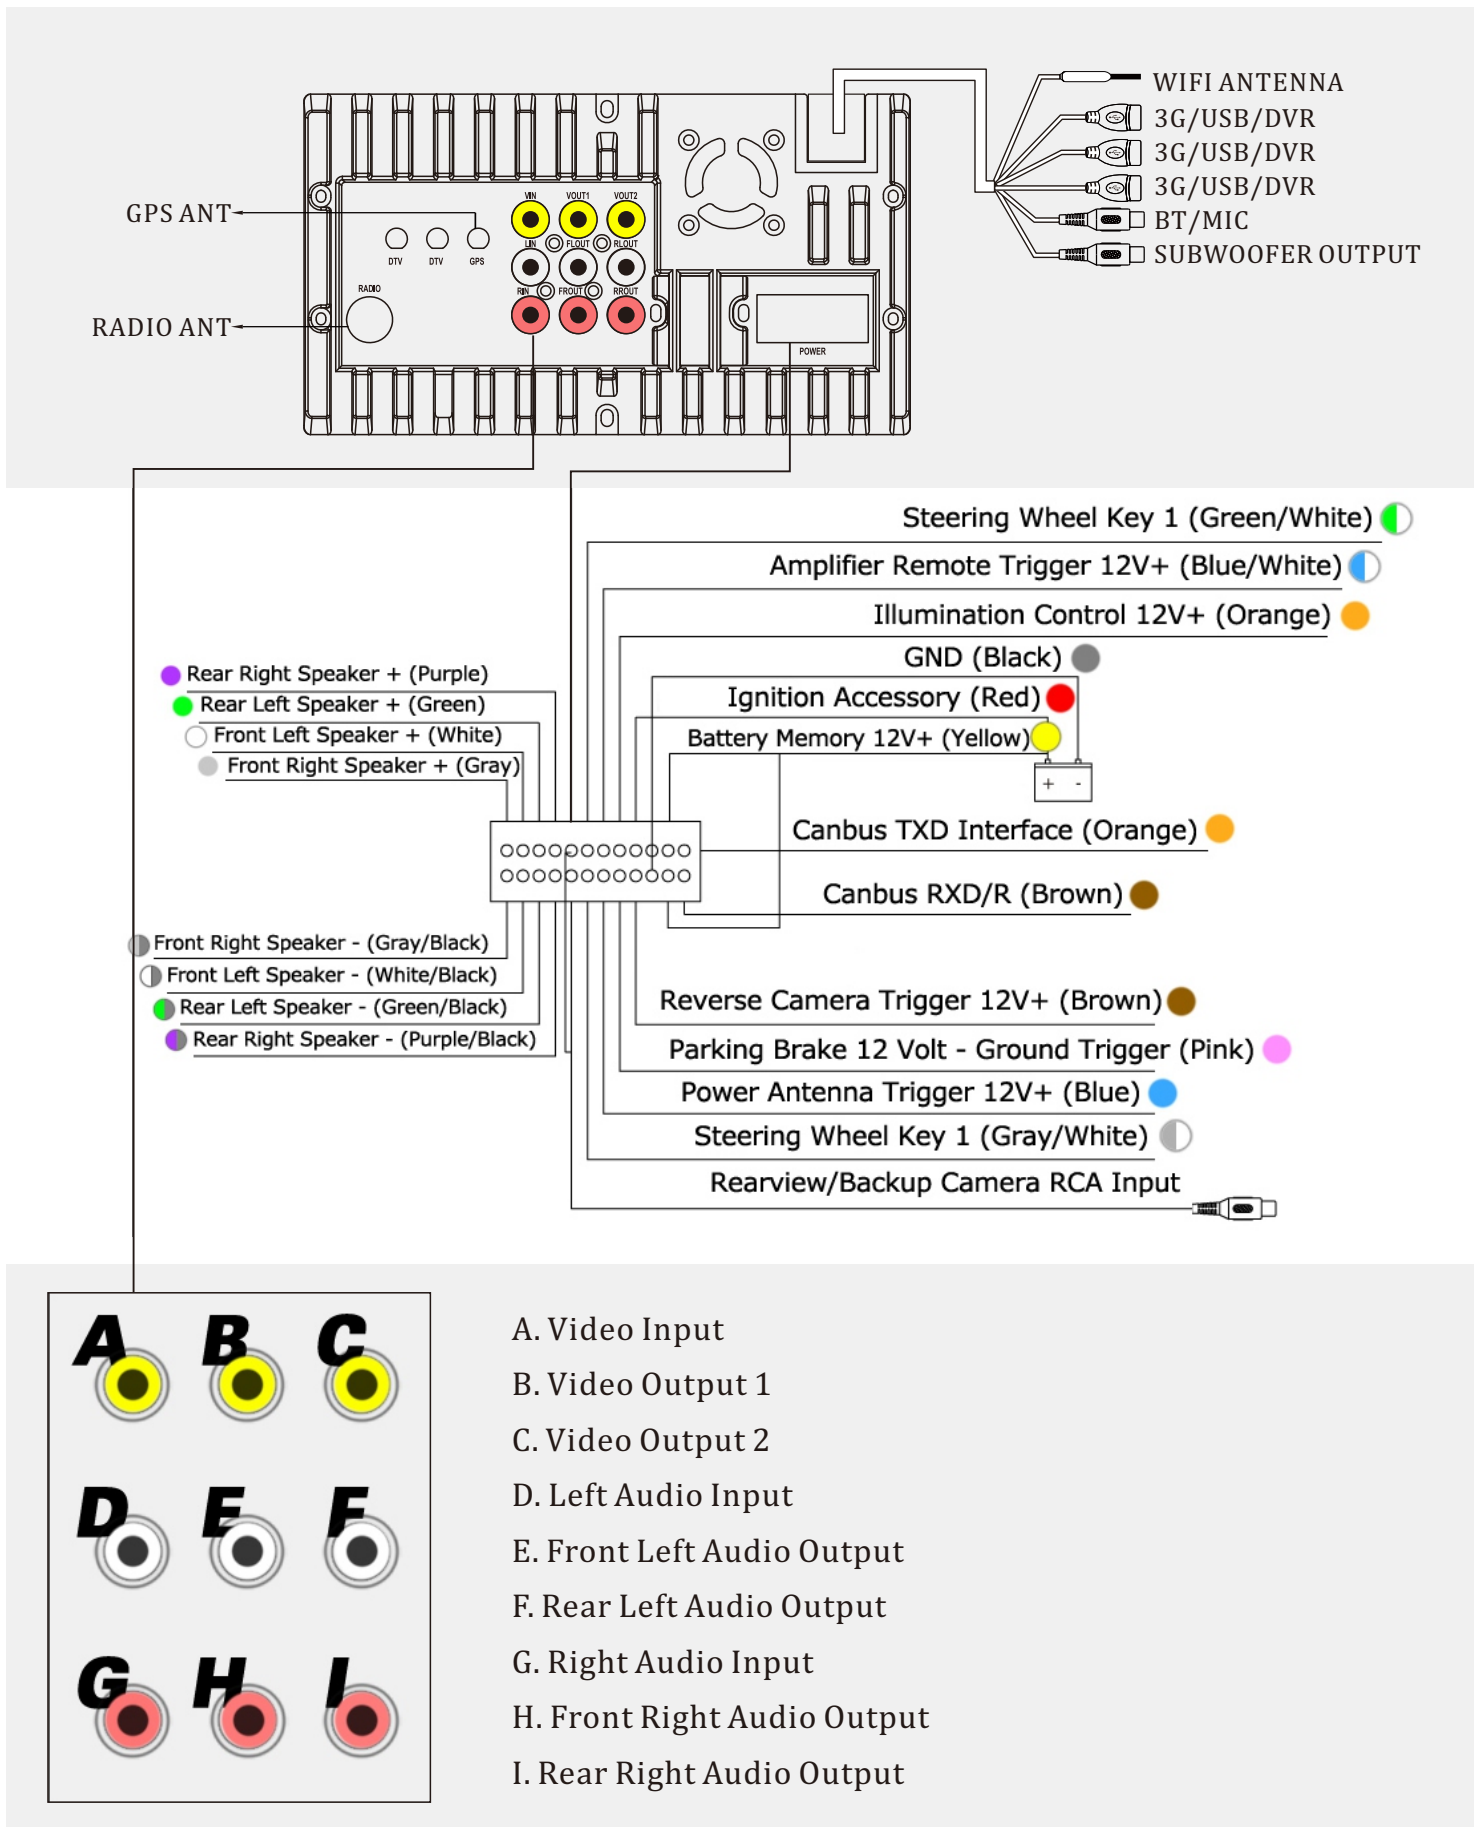 WIFI ANTENNA
3G/USB/DVR
3G/USB/DVR
3G/USB/DVR
BT/MIC
SUBWOOFER OUTPUT
GPS ANT
RADIO ANT
DTV
DTV
GPS
RADIO
VIN VOUT1 VOUT2
LIN FLOUT RLOUT
RIN FROUT RROUT
POWER
Steering Wheel Key 1 (Green/White)
Amplifier Remote Trigger 12V+ (Blue/White)
Illumination Control 12V+ (Orange)
GND (Black)
Ignition Accessory (Red)
Battery Memory 12V+ (Yellow)
+ -
Rear Right Speaker + (Purple)
Rear Left Speaker + (Green)
Front Left Speaker + (White)
Front Right Speaker + (Gray)
Canbus TXD Interface (Orange)
Canbus RXD/R (Brown)
Front Right Speaker - (Gray/Black)
Front Left Speaker - (White/Black)
Rear Left Speaker - (Green/Black)
Rear Right Speaker - (Purple/Black)
Reverse Camera Trigger 12V+ (Brown)
Parking Brake 12 Volt - Ground Trigger (Pink)
Power Antenna Trigger 12V+ (Blue)
Steering Wheel Key 1 (Gray/White)
Rearview/Backup Camera RCA Input
A B C
D E F
G H I
A. Video Input
B. Video Output 1
C. Video Output 2
D. Left Audio Input
E. Front Left Audio Output
F. Rear Left Audio Output
G. Right Audio Input
H. Front Right Audio Output
I. Rear Right Audio Output